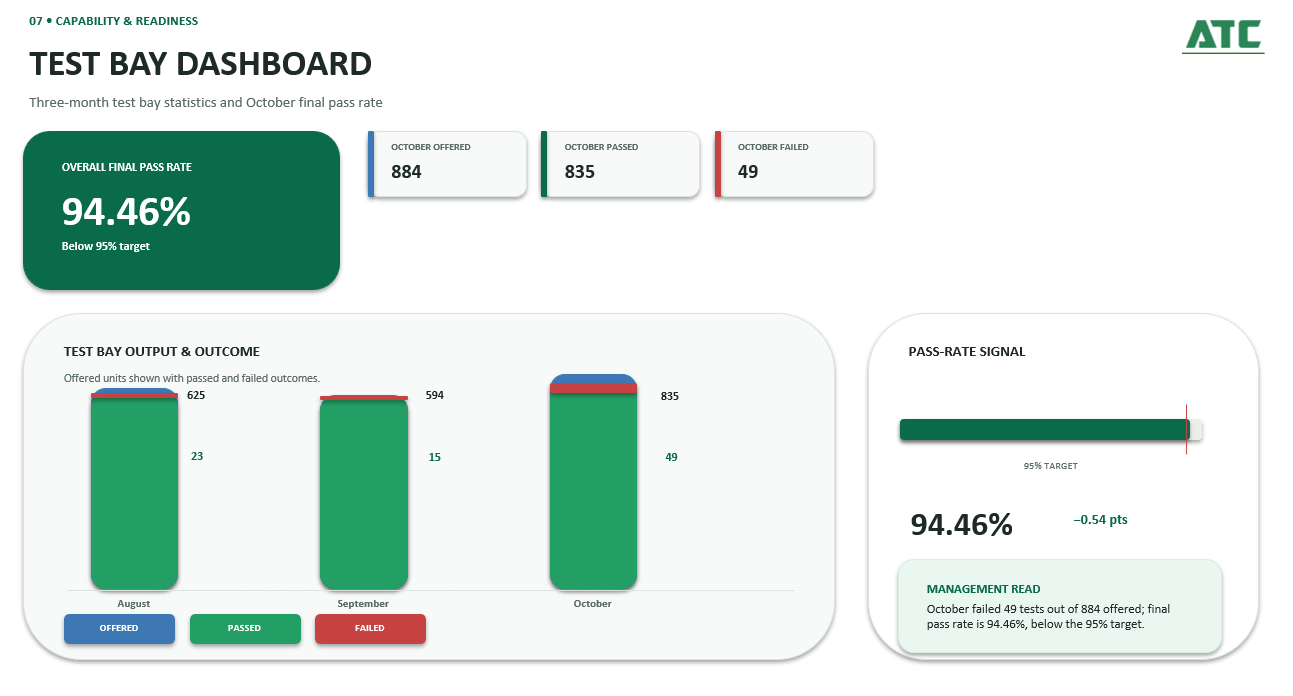 07 • CAPABILITY & READINESS
ATC
TEST BAY DASHBOARD
Three-month test bay statistics and October final pass rate
OVERALL FINAL PASS RATE
94.46%
Below 95% target
OCTOBER OFFERED
884
OCTOBER PASSED
835
OCTOBER FAILED
49
TEST BAY OUTPUT & OUTCOME
Offered units shown with passed and failed outcomes.
625
594
835
23
15
49
August
September
October
OFFERED
PASSED
FAILED
PASS-RATE SIGNAL
95% TARGET
94.46%
–0.54 pts
MANAGEMENT READ
October failed 49 tests out of 884 offered; final
pass rate is 94.46%, below the 95% target.